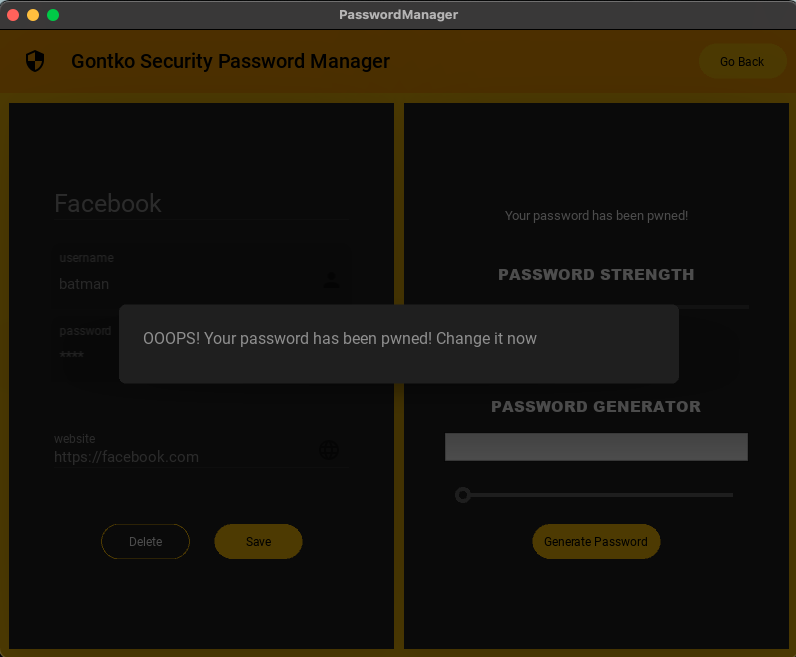 PasswordManager
Gontko Security Password Manager
Go Back
Facebook
username
batman
password
****
website
https://facebook.com
Delete
Save
OOOPS! Your password has been pwned! Change it now
Your password has been pwned!
PASSWORD STRENGTH
PASSWORD GENERATOR
Generate Password